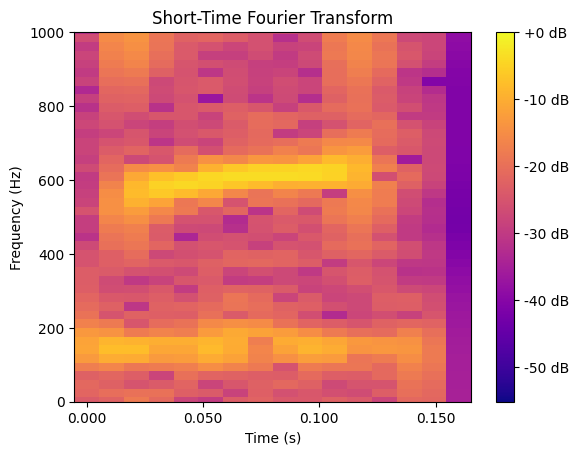 Short-Time Fourier Transform
1000
800
600
400
200
0
Frequency (Hz)
0.000
0.050
0.100
0.150
Time (s)
+0 dB
-10 dB
-20 dB
-30 dB
-40 dB
-50 dB